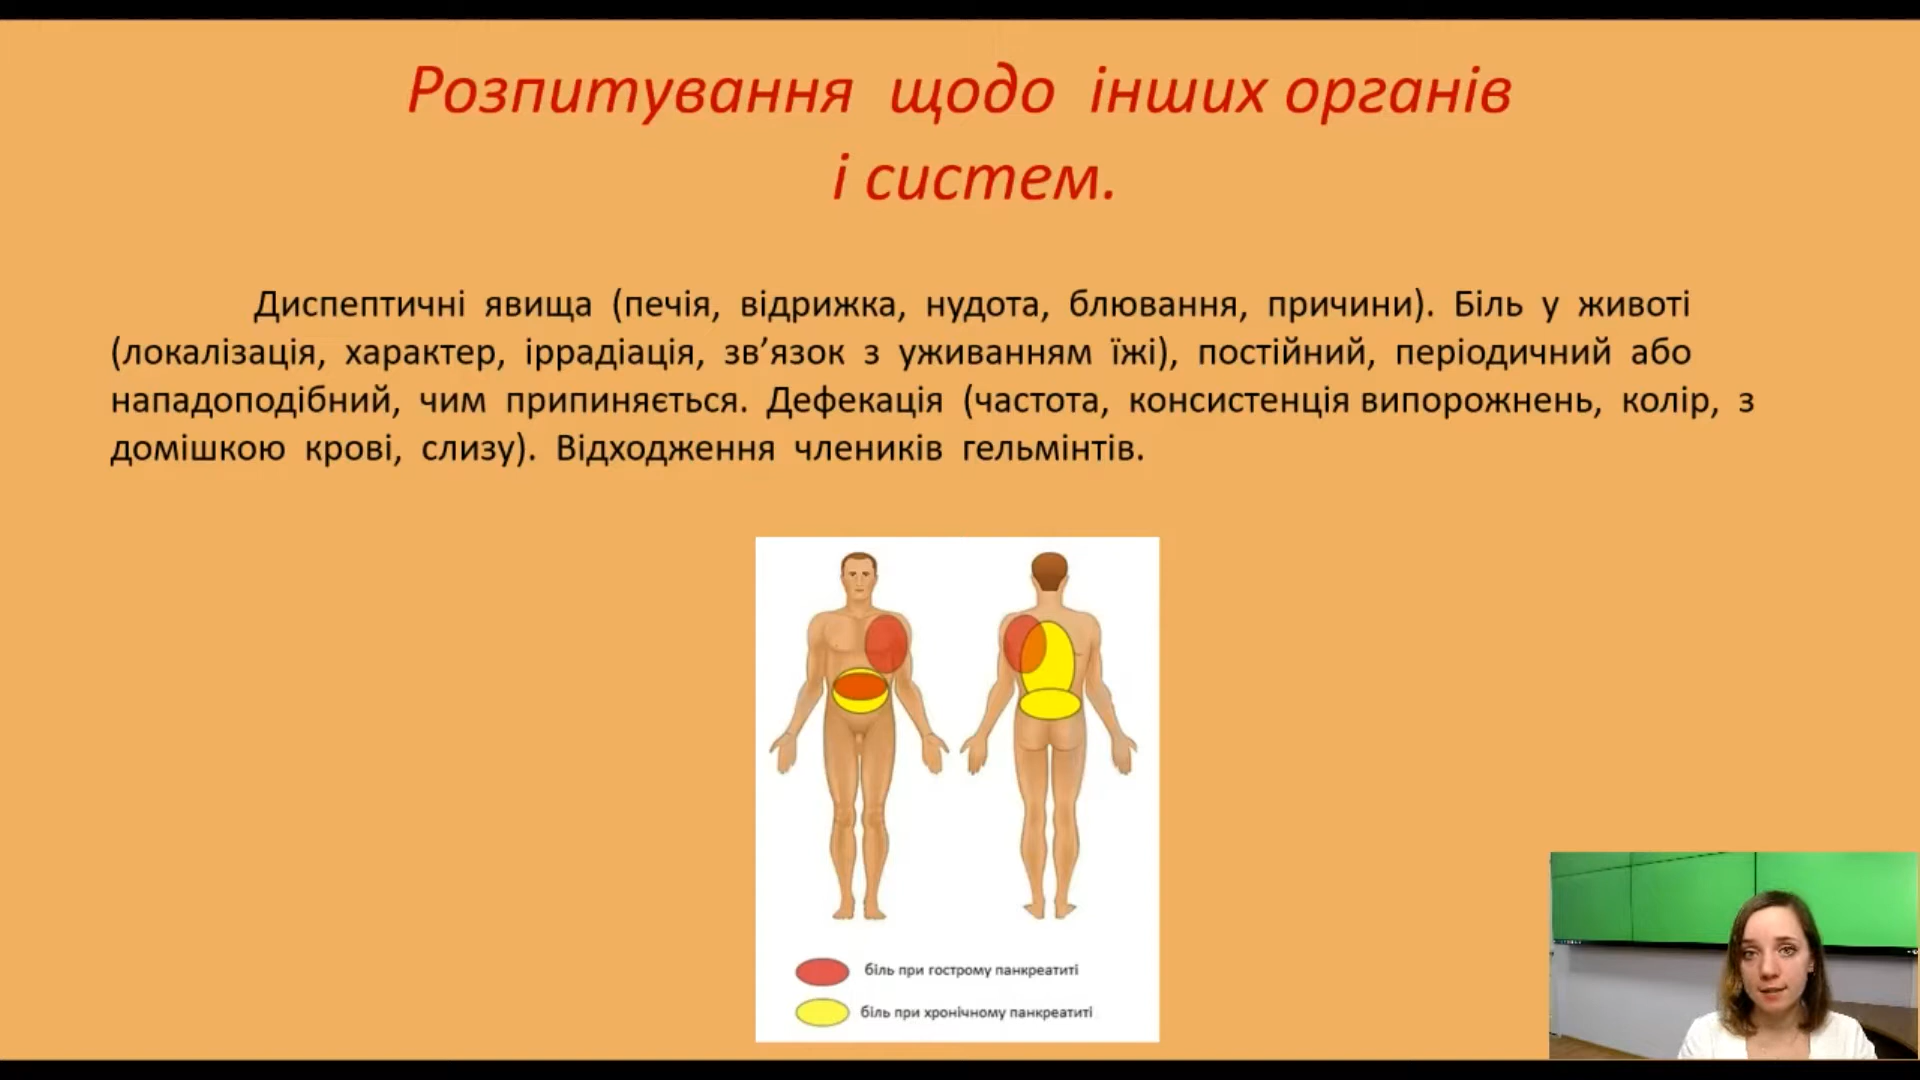 Розпитування щодо інших органів
і систем.
Диспептичні явища (печія, відрижка, нудота, блювання, причини). Біль у животі
(локалізація, характер, іррадіація, зв’язок з уживанням їжі), постійний, періодичний або
нападоподібний, чим припиняється. Дефекація (частота, консистенція випорожнень, колір, з
домішкою крові, слизу). Відходження члеників гельмінтів.
біль при гострому панкреатиті
біль при хронічному панкреатиті